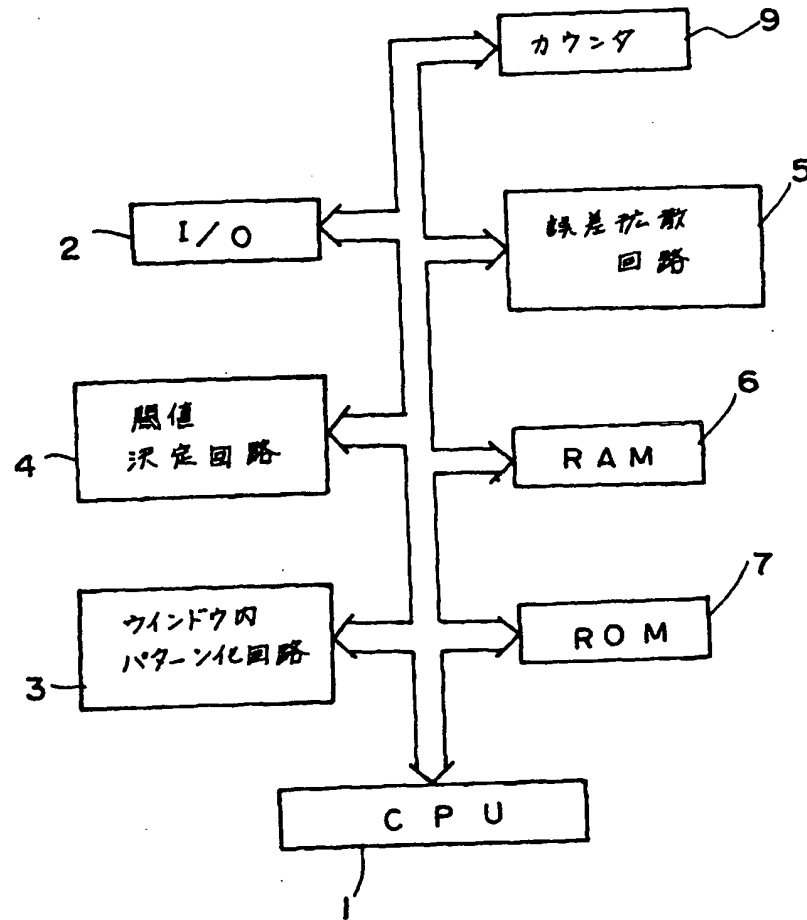 カウンタ
9
I/O
2
誤差拡散
回路
5
閾値
決定回路
4
RAM
6
ウインドウ内
パターン化回路
3
ROM
7
CPU
1